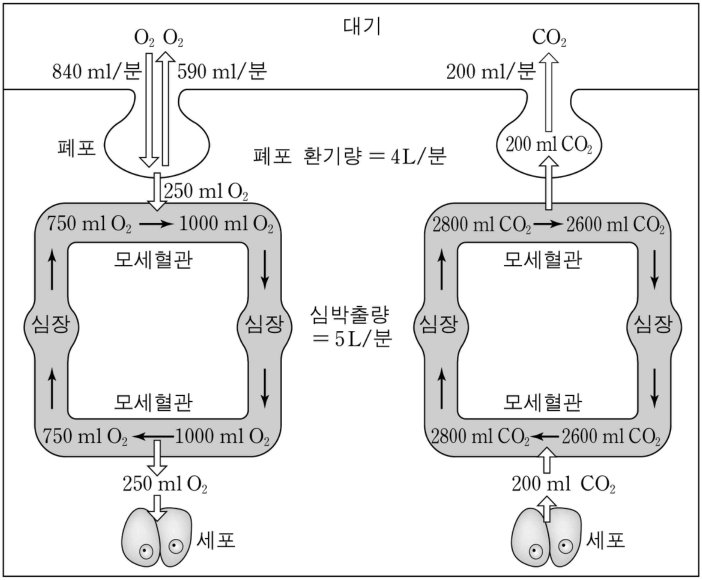 대기
O₂ O₂
840 ml/분 590 ml/분
폐포
250 ml O₂
750 ml O₂ 1000 ml O₂
모세혈관
심장 심장
모세혈관
750 ml O₂ 1000 ml O₂
250 ml O₂
세포
폐포 환기량 = 4 L/분
심박출량
= 5 L/분
CO₂
200 ml/분
200 ml CO₂
2800 ml CO₂ 2600 ml CO₂
모세혈관
심장 심장
모세혈관
2800 ml CO₂ 2600 ml CO₂
200 ml CO₂
세포